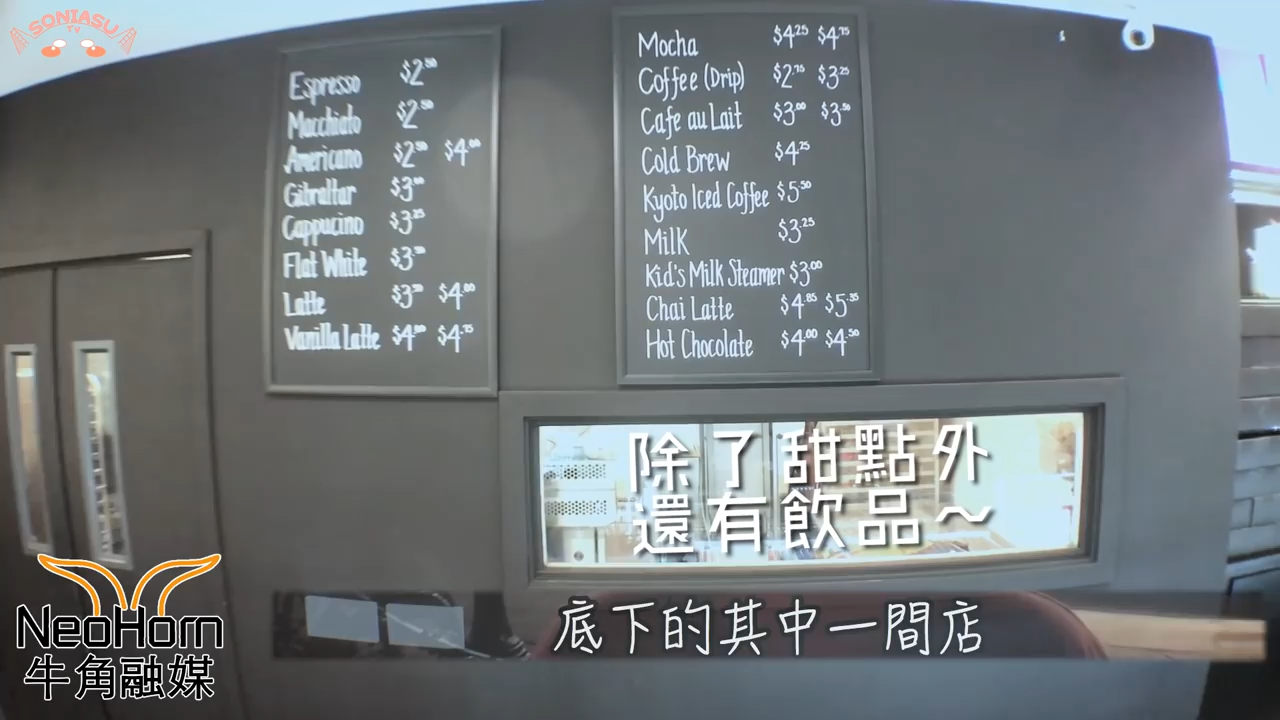 SONIASU
TV
Espresso $2.50
Macchiato $2.50
Americano $2.50 $4.00
Gibraltar $3.00
Cappucino $3.25
Flat White $3.50
Latte $3.50 $4.00
Vanilla Latte $4.00 $4.75
Mocha $4.25 $4.75
Coffee (Drip) $2.75 $3.25
Cafe au Lait $3.00 $3.50
Cold Brew $4.25
Kyoto Iced Coffee $5.50
Milk $3.25
Kid's Milk Steamer $3.00
Chai Latte $4.85 $5.35
Hot Chocolate $4.00 $4.50
除了甜點外
還有飲品~
底下的其中一間店
NeoHorn
牛角融媒